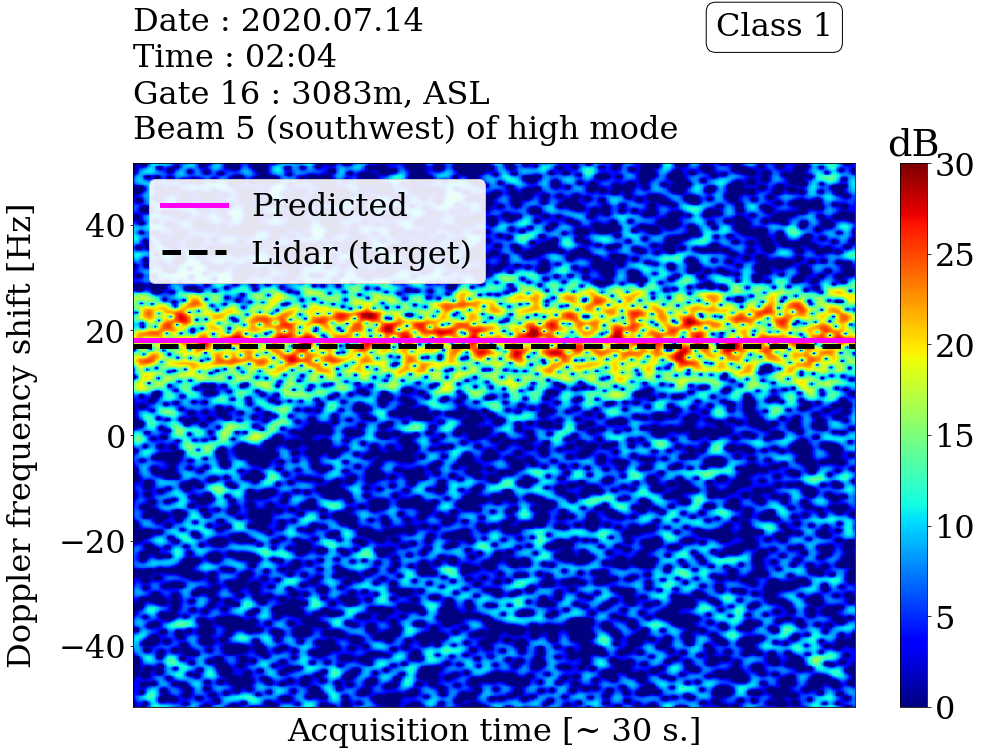 Date : 2020.07.14
Time : 02:04
Gate 16 : 3083m, ASL
Beam 5 (southwest) of high mode
Class 1
dB
Predicted
Lidar (target)
Doppler frequency shift [Hz]
40
20
0
−20
−40
30
25
20
15
10
5
0
Acquisition time [~ 30 s.]